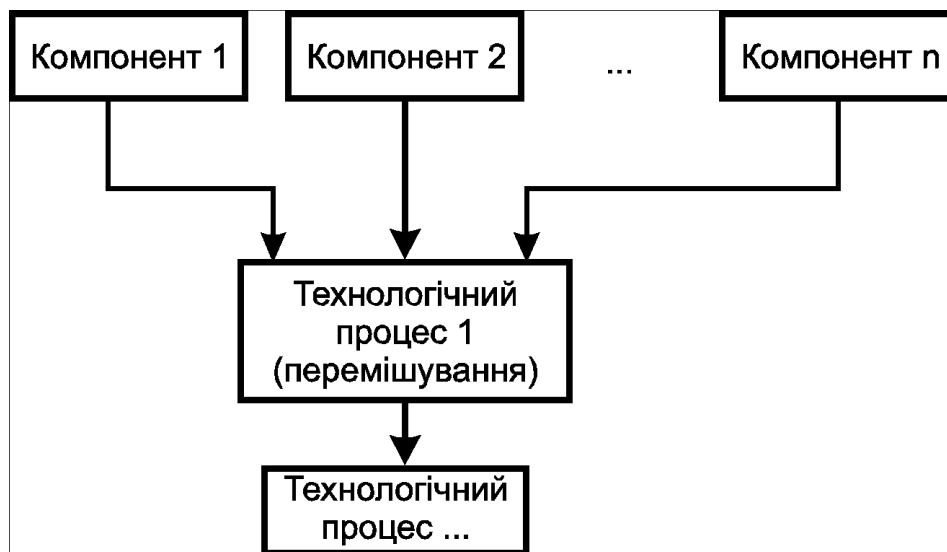 Компонент 1
Компонент 2
...
Компонент n
Технологічний
процес 1
(перемішування)
Технологічний
процес ...